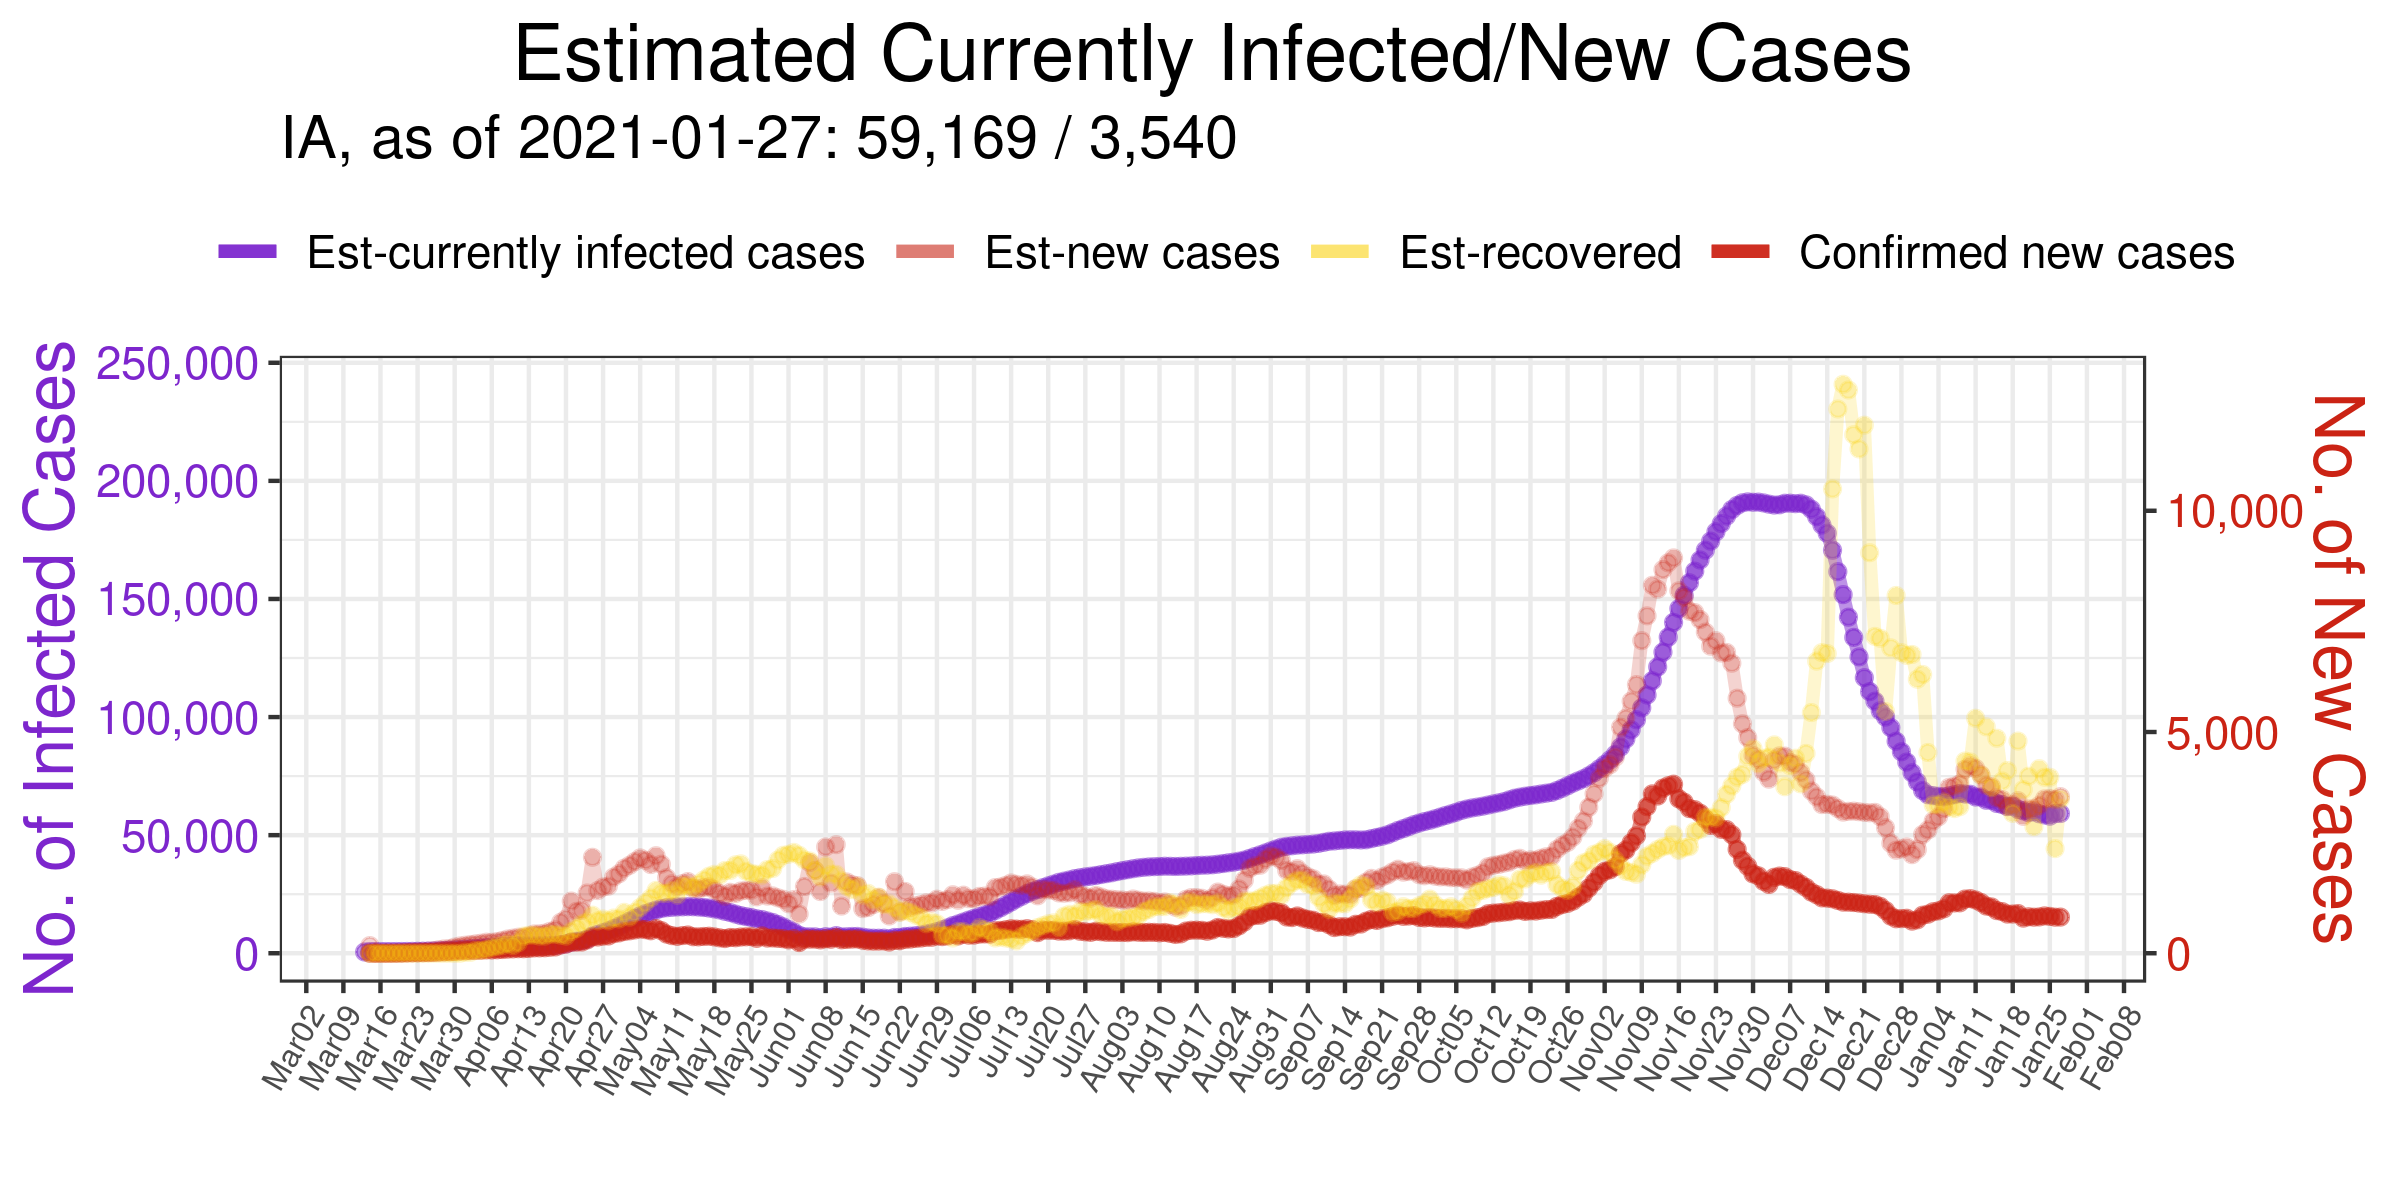 Estimated Currently Infected/New Cases
IA, as of 2021-01-27: 59,169 / 3,540
Est-currently infected cases Est-new cases Est-recovered Confirmed new cases
No. of Infected Cases
250,000
200,000
150,000
100,000
50,000
0
10,000
5,000
0
No. of New Cases
Mar02 Mar09 Mar16 Mar23 Mar30 Apr06 Apr13 Apr20 Apr27 May04 May11 May18 May25 Jun01 Jun08 Jun15 Jun22 Jun29 Jul06 Jul13 Jul20 Jul27 Aug03 Aug10 Aug17 Aug24 Aug31 Sep07 Sep14 Sep21 Sep28 Oct05 Oct12 Oct19 Oct26 Nov02 Nov09 Nov16 Nov23 Nov30 Dec07 Dec14 Dec21 Dec28 Jan04 Jan11 Jan18 Jan25 Feb01 Feb08